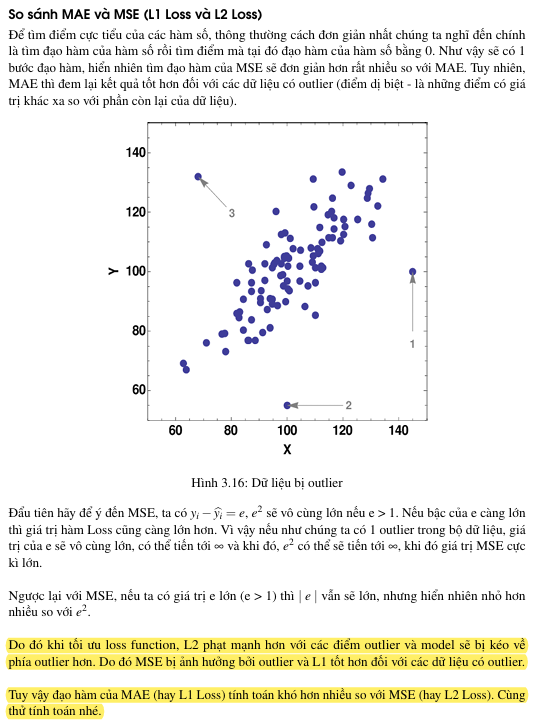 So sánh MAE và MSE (L1 Loss và L2 Loss)
Để tìm điểm cực tiểu của các hàm số, thông thường cách đơn giản nhất chúng ta nghĩ đến chính
là tìm đạo hàm của hàm số rồi tìm điểm mà tại đó đạo hàm của hàm số bằng 0. Như vậy sẽ có 1
bước đạo hàm, hiển nhiên tìm đạo hàm của MSE sẽ đơn giản hơn rất nhiều so với MAE. Tuy nhiên,
MAE thì đem lại kết quả tốt hơn đối với các dữ liệu có outlier (điểm dị biệt - là những điểm có giá
trị khác xa so với phần còn lại của dữ liệu).
140
3
120
Y
100
1
80
60
2
60 80 100 120 140
X
Hình 3.16: Dữ liệu bị outlier
Đầu tiên hãy để ý đến MSE, ta có $y_i - \hat{y_i} = e$, $e^2$ sẽ vô cùng lớn nếu e > 1. Nếu bậc của e càng lớn
thì giá trị hàm Loss cũng càng lớn hơn. Vì vậy nếu như chúng ta có 1 outlier trong bộ dữ liệu, giá
trị của e sẽ vô cùng lớn, có thể tiến tới ∞ và khi đó, $e^2$ có thể sẽ tiến tới ∞, khi đó giá trị MSE cực
kì lớn.
Ngược lại với MSE, nếu ta có giá trị e lớn (e > 1) thì | e | vẫn sẽ lớn, nhưng hiển nhiên nhỏ hơn
nhiều so với $e^2$.
Do đó khi tối ưu loss function, L2 phạt mạnh hơn với các điểm outlier và model sẽ bị kéo về
phía outlier hơn. Do đó MSE bị ảnh hưởng bởi outlier và L1 tốt hơn đối với các dữ liệu có outlier.
Tuy vậy đạo hàm của MAE (hay L1 Loss) tính toán khó hơn nhiều so với MSE (hay L2 Loss). Cùng
thử tính toán nhé.